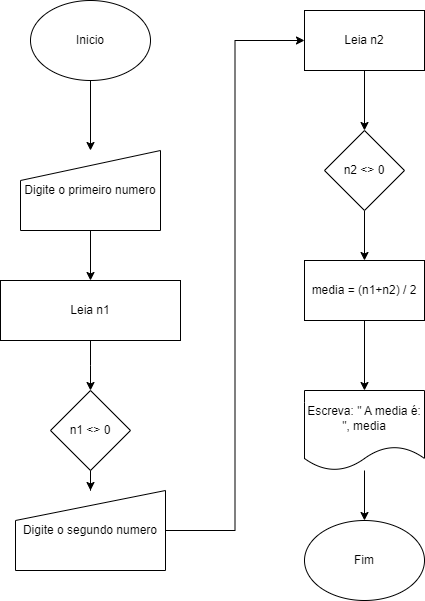 Inicio
Digite o primeiro numero
Leia n1
n1 <> 0
Digite o segundo numero
Leia n2
n2 <> 0
media = (n1+n2) / 2
Escreva: " A media é:
", media
Fim